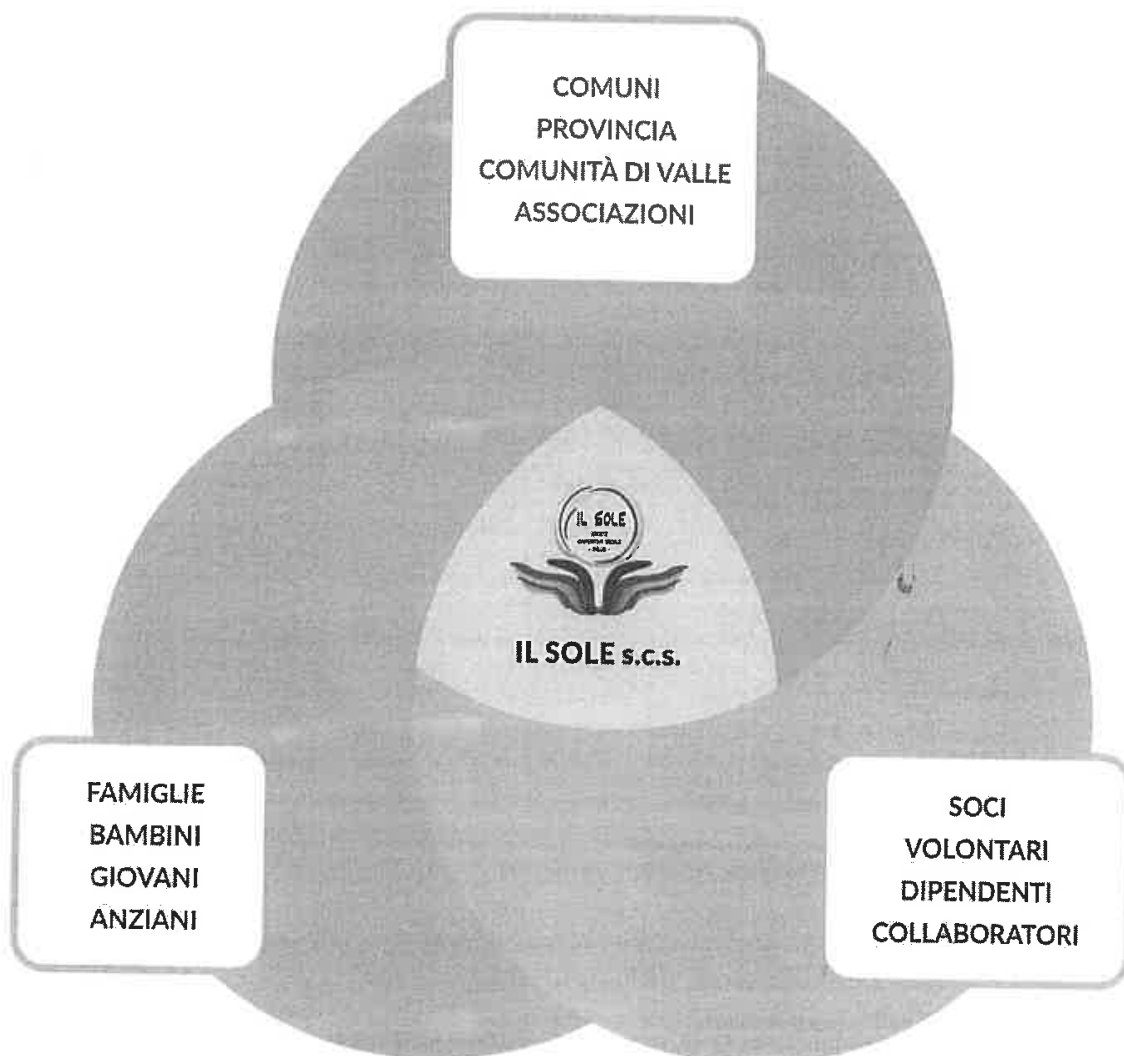 COMUNI
PROVINCIA
COMUNITÀ DI VALLE
ASSOCIAZIONI
IL SOLE
IL SOLE s.c.s.
FAMIGLIE
BAMBINI
GIOVANI
ANZIANI
SOCI
VOLONTARI
DIPENDENTI
COLLABORATORI